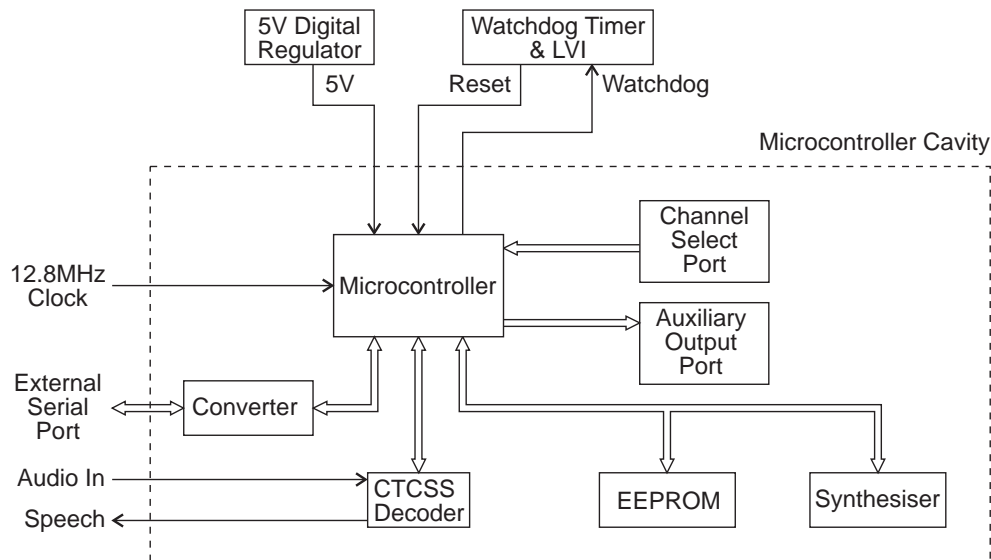 5V Digital
Regulator
Watchdog Timer
& LVI
5V
Reset
Watchdog
Microcontroller Cavity
Channel
Select
Port
12.8MHz
Clock
Microcontroller
Auxiliary
Output
Port
External
Serial
Port
Converter
Audio In
CTCSS
Decoder
EEPROM
Synthesiser
Speech